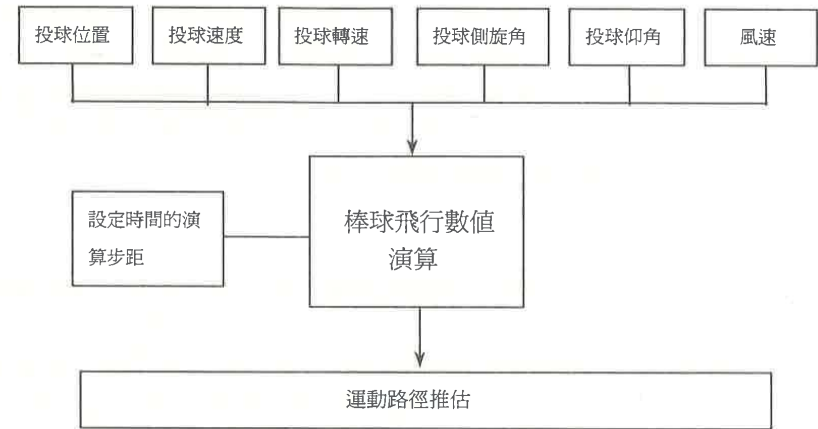 投球位置
投球速度
投球轉速
投球側旋角
投球仰角
風速
設定時間的演
算步距
棒球飛行數值
演算
運動路徑推估